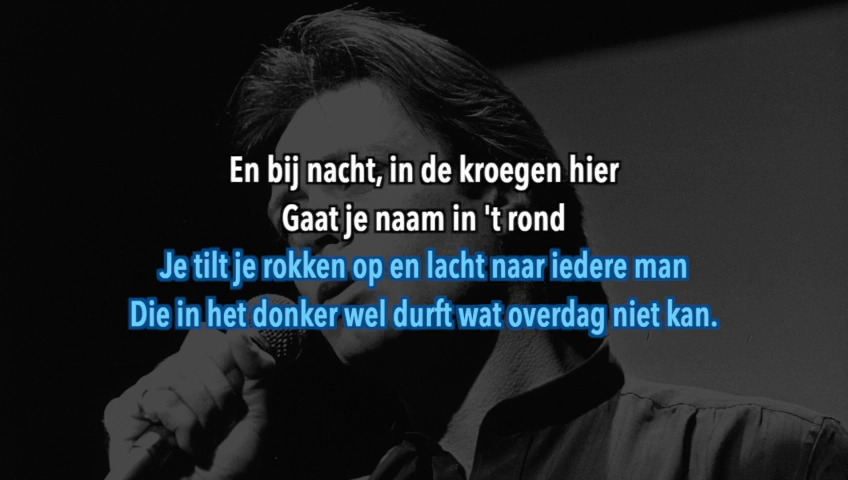 En bij nacht, in de kroegen hier
Gaat je naam in 't rond
Je tilt je rokken op en lacht naar iedere man
Die in het donker wel durft wat overdag niet kan.